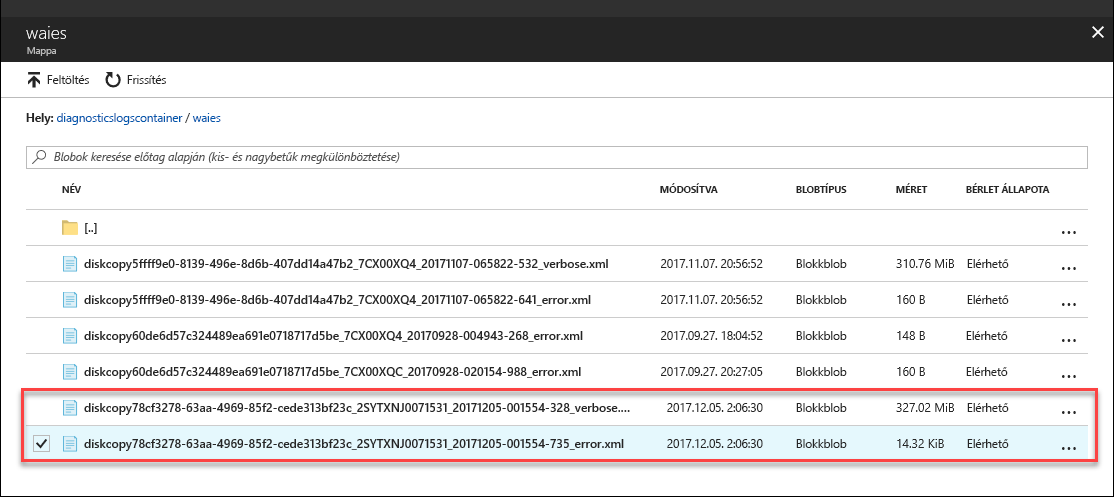 waies
Mappa
Feltöltés Frissítés
Hely: diagnosticslogscontainer / waies
Blobok keresése előtag alapján (kis- és nagybetűk megkülönböztetése)
NÉV MÓDOSÍTVA BLOBTÍPUS MÉRET BÉRLET ÁLLAPOTA
[..] ...
diskcopy5ffff9e0-8139-496e-8d6b-407dd14a47b2_7CX00XQ4_20171107-065822-532_verbose.xml 2017.11.07. 20:56:52 Blokkblob 310.76 MiB Elérhető ...
diskcopy5ffff9e0-8139-496e-8d6b-407dd14a47b2_7CX00XQ4_20171107-065822-641_error.xml 2017.11.07. 20:56:52 Blokkblob 160 B Elérhető ...
diskcopy60de6d57c324489ea691e0718717d5be_7CX00XQ4_20170928-004943-268_error.xml 2017.09.27. 18:04:52 Blokkblob 148 B Elérhető ...
diskcopy60de6d57c324489ea691e0718717d5be_7CX00XQC_20170928-020154-988_error.xml 2017.09.27. 20:27:05 Blokkblob 160 B Elérhető ...
diskcopy78cf3278-63aa-4969-85f2-cede313bf23c_2SYTXNJ0071531_20171205-001554-328_verbose.... 2017.12.05. 2:06:30 Blokkblob 327.02 MiB Elérhető ...
diskcopy78cf3278-63aa-4969-85f2-cede313bf23c_2SYTXNJ0071531_20171205-001554-735_error.xml 2017.12.05. 2:06:30 Blokkblob 14.32 KiB Elérhető ...